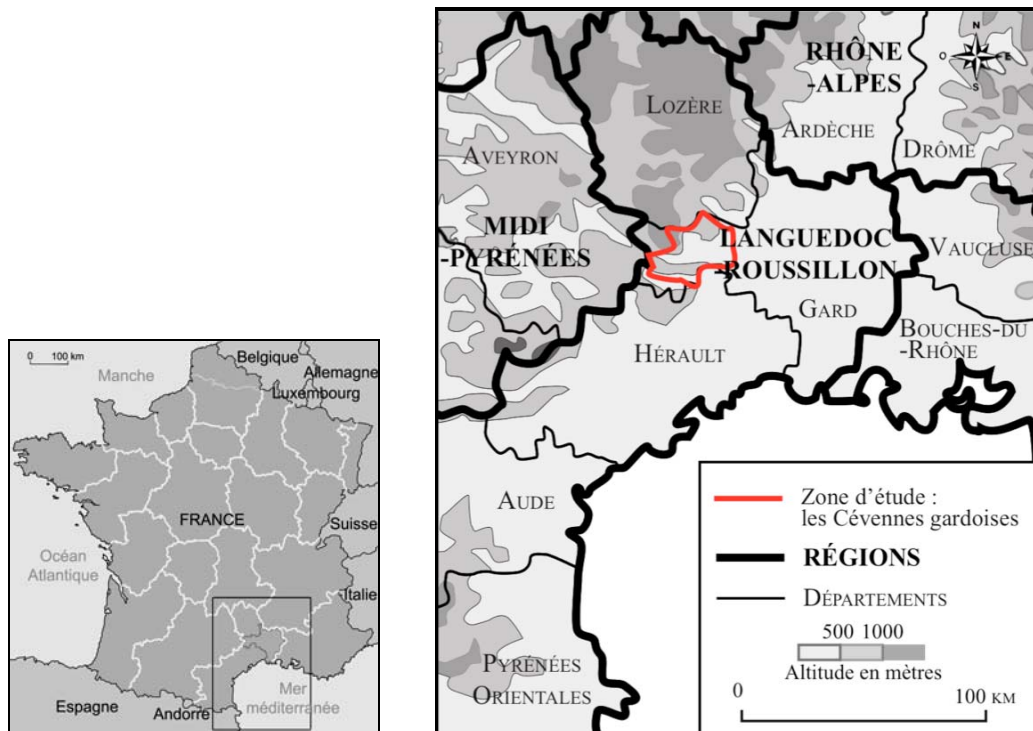 0 100 km
Belgique
Manche
Allemagne
Luxembourg
FRANCE
Suisse
Océan
Atlantique
Italie
Mer
méditerranée
Espagne
Andorre
N
O E
S
RHÔNE
-ALPES
LOZÈRE
ARDÈCHE
DRÔME
AVEYRON
MIDI
-PYRÉNÉES
LANGUEDOC
-ROUSSILLON
VAUCLUSE
GARD
BOUCHES-DU
-RHÔNE
HÉRAULT
AUDE
PYRÉNÉES
ORIENTALES
Zone d'étude :
les Cévennes gardoises
RÉGIONS
DÉPARTEMENTS
500 1000
Altitude en mètres
0 100 KM